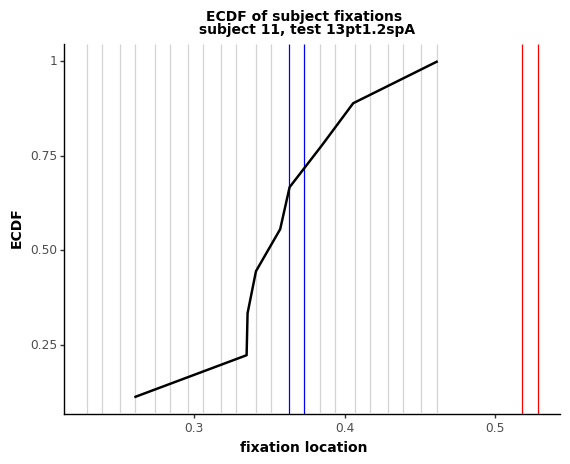 ECDF of subject fixations
subject 11, test 13pt1.2spA
1
0.75
0.50
0.25
ECDF
0.3
0.4
0.5
fixation location